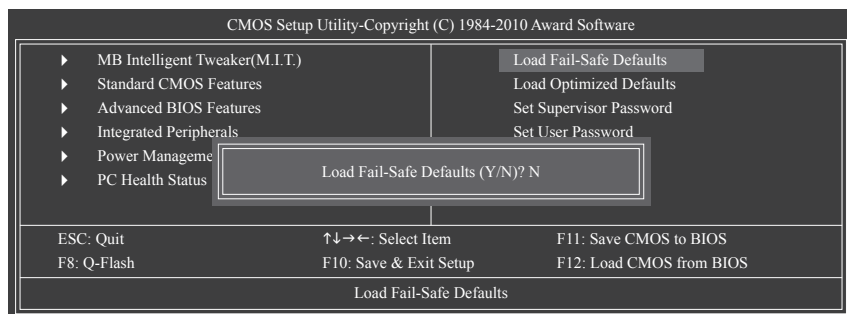 CMOS Setup Utility-Copyright (C) 1984-2010 Award Software
MB Intelligent Tweaker(M.I.T.)
Standard CMOS Features
Advanced BIOS Features
Integrated Peripherals
Power Manageme
PC Health Status
Load Fail-Safe Defaults
Load Optimized Defaults
Set Supervisor Password
Set User Password
Load Fail-Safe Defaults (Y/N)? N
ESC: Quit ↑↓→←: Select Item F11: Save CMOS to BIOS
F8: Q-Flash F10: Save & Exit Setup F12: Load CMOS from BIOS
Load Fail-Safe Defaults